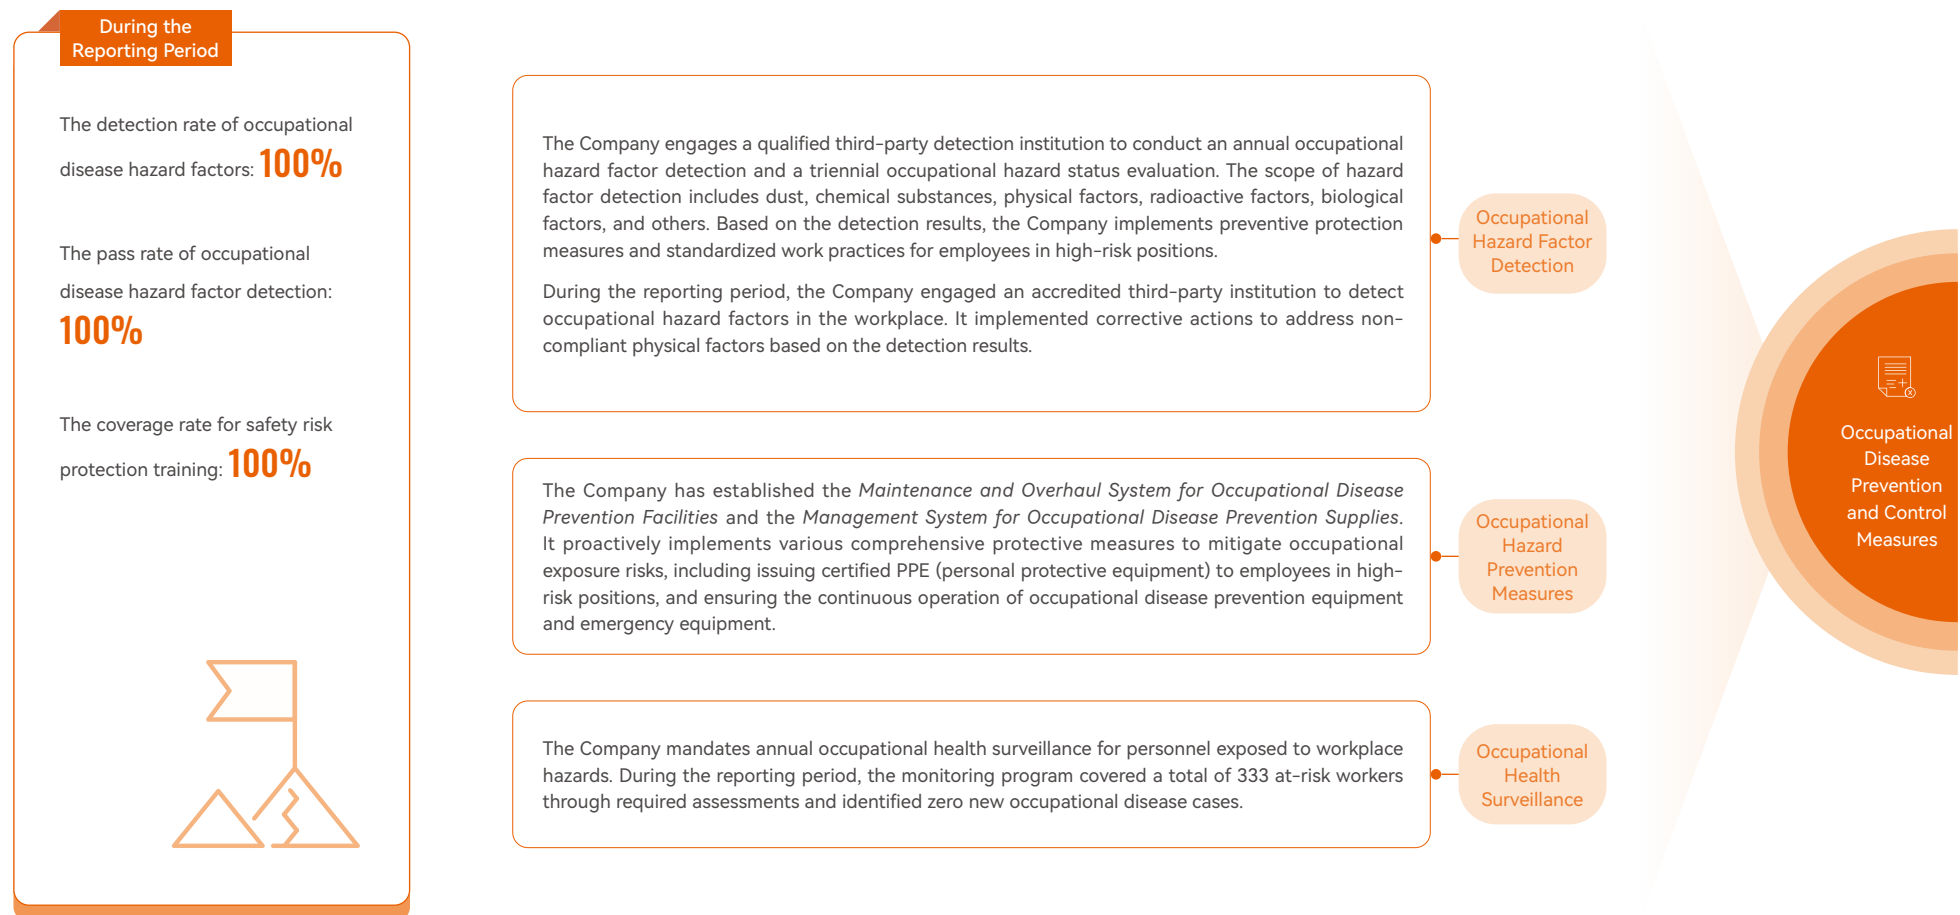 During the
Reporting Period
The detection rate of occupational
disease hazard factors: 100%
The pass rate of occupational
disease hazard factor detection:
100%
The coverage rate for safety risk
protection training: 100%
The Company engages a qualified third-party detection institution to conduct an annual occupational
hazard factor detection and a triennial occupational hazard status evaluation. The scope of hazard
factor detection includes dust, chemical substances, physical factors, radioactive factors, biological
factors, and others. Based on the detection results, the Company implements preventive protection
measures and standardized work practices for employees in high-risk positions.
During the reporting period, the Company engaged an accredited third-party institution to detect
occupational hazard factors in the workplace. It implemented corrective actions to address non-
compliant physical factors based on the detection results.
Occupational
Hazard Factor
Detection
The Company has established the Maintenance and Overhaul System for Occupational Disease
Prevention Facilities and the Management System for Occupational Disease Prevention Supplies.
It proactively implements various comprehensive protective measures to mitigate occupational
exposure risks, including issuing certified PPE (personal protective equipment) to employees in high-
risk positions, and ensuring the continuous operation of occupational disease prevention equipment
and emergency equipment.
Occupational
Hazard
Prevention
Measures
The Company mandates annual occupational health surveillance for personnel exposed to workplace
hazards. During the reporting period, the monitoring program covered a total of 333 at-risk workers
through required assessments and identified zero new occupational disease cases.
Occupational
Health
Surveillance
Occupational
Disease
Prevention
and Control
Measures